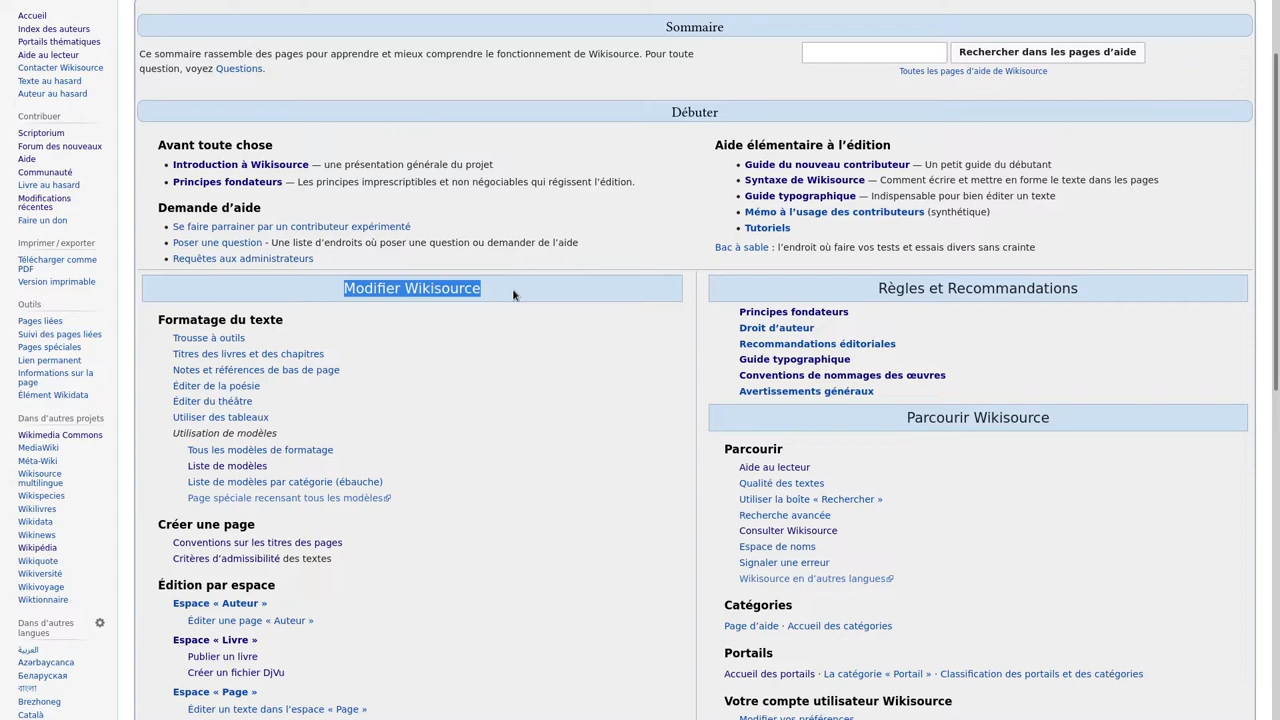 Accueil
Index des auteurs
Portails thématiques
Aide au lecteur
Contacter Wikisource
Texte au hasard
Auteur au hasard
Contribuer
Scriptorium
Forum des nouveaux
Aide
Communauté
Livre au hasard
Modifications
récentes
Faire un don
Imprimer / exporter
Télécharger comme
PDF
Version imprimable
Outils
Pages liées
Suivi des pages liées
Pages spéciales
Lien permanent
Informations sur la
page
Élément Wikidata
Dans d’autres projets
Wikimedia Commons
MediaWiki
Méta-Wiki
Wikisource
multilingue
Wikispecies
Wikilivres
Wikidata
Wikinews
Wikipédia
Wikiquote
Wikiversité
Wikivoyage
Wiktionnaire
Dans d’autres
langues
العربية
Azərbaycanca
Беларуская
বাংলা
Brezhoneg
Català
Sommaire
Ce sommaire rassemble des pages pour apprendre et mieux comprendre le fonctionnement de Wikisource. Pour toute
question, voyez Questions.
Rechercher dans les pages d’aide
Toutes les pages d’aide de Wikisource
Débuter
Avant toute chose
• Introduction à Wikisource — une présentation générale du projet
• Principes fondateurs — Les principes imprescriptibles et non négociables qui régissent l’édition.
Demande d’aide
• Se faire parrainer par un contributeur expérimenté
• Poser une question - Une liste d’endroits où poser une question ou demander de l’aide
• Requêtes aux administrateurs
Aide élémentaire à l’édition
• Guide du nouveau contributeur — Un petit guide du débutant
• Syntaxe de Wikisource — Comment écrire et mettre en forme le texte dans les pages
• Guide typographique — Indispensable pour bien éditer un texte
• Mémo à l’usage des contributeurs (synthétique)
• Tutoriels
Bac à sable : l’endroit où faire vos tests et essais divers sans crainte
Modifier Wikisource
Formatage du texte
Trousse à outils
Titres des livres et des chapitres
Notes et références de bas de page
Éditer de la poésie
Éditer du théâtre
Utiliser des tableaux
Utilisation de modèles
Tous les modèles de formatage
Liste de modèles
Liste de modèles par catégorie (ébauche)
Page spéciale recensant tous les modèles
Créer une page
Conventions sur les titres des pages
Critères d’admissibilité des textes
Édition par espace
Espace « Auteur »
Éditer une page « Auteur »
Espace « Livre »
Publier un livre
Créer un fichier DjVu
Espace « Page »
Éditer un texte dans l’espace « Page »
Règles et Recommandations
Principes fondateurs
Droit d’auteur
Recommandations éditoriales
Guide typographique
Conventions de nommages des œuvres
Avertissements généraux
Parcourir Wikisource
Parcourir
Aide au lecteur
Qualité des textes
Utiliser la boîte « Rechercher »
Recherche avancée
Consulter Wikisource
Espace de noms
Signaler une erreur
Wikisource en d’autres langues
Catégories
Page d’aide · Accueil des catégories
Portails
Accueil des portails · La catégorie « Portail » · Classification des portails et des catégories
Votre compte utilisateur Wikisource
Modifier vos préférences